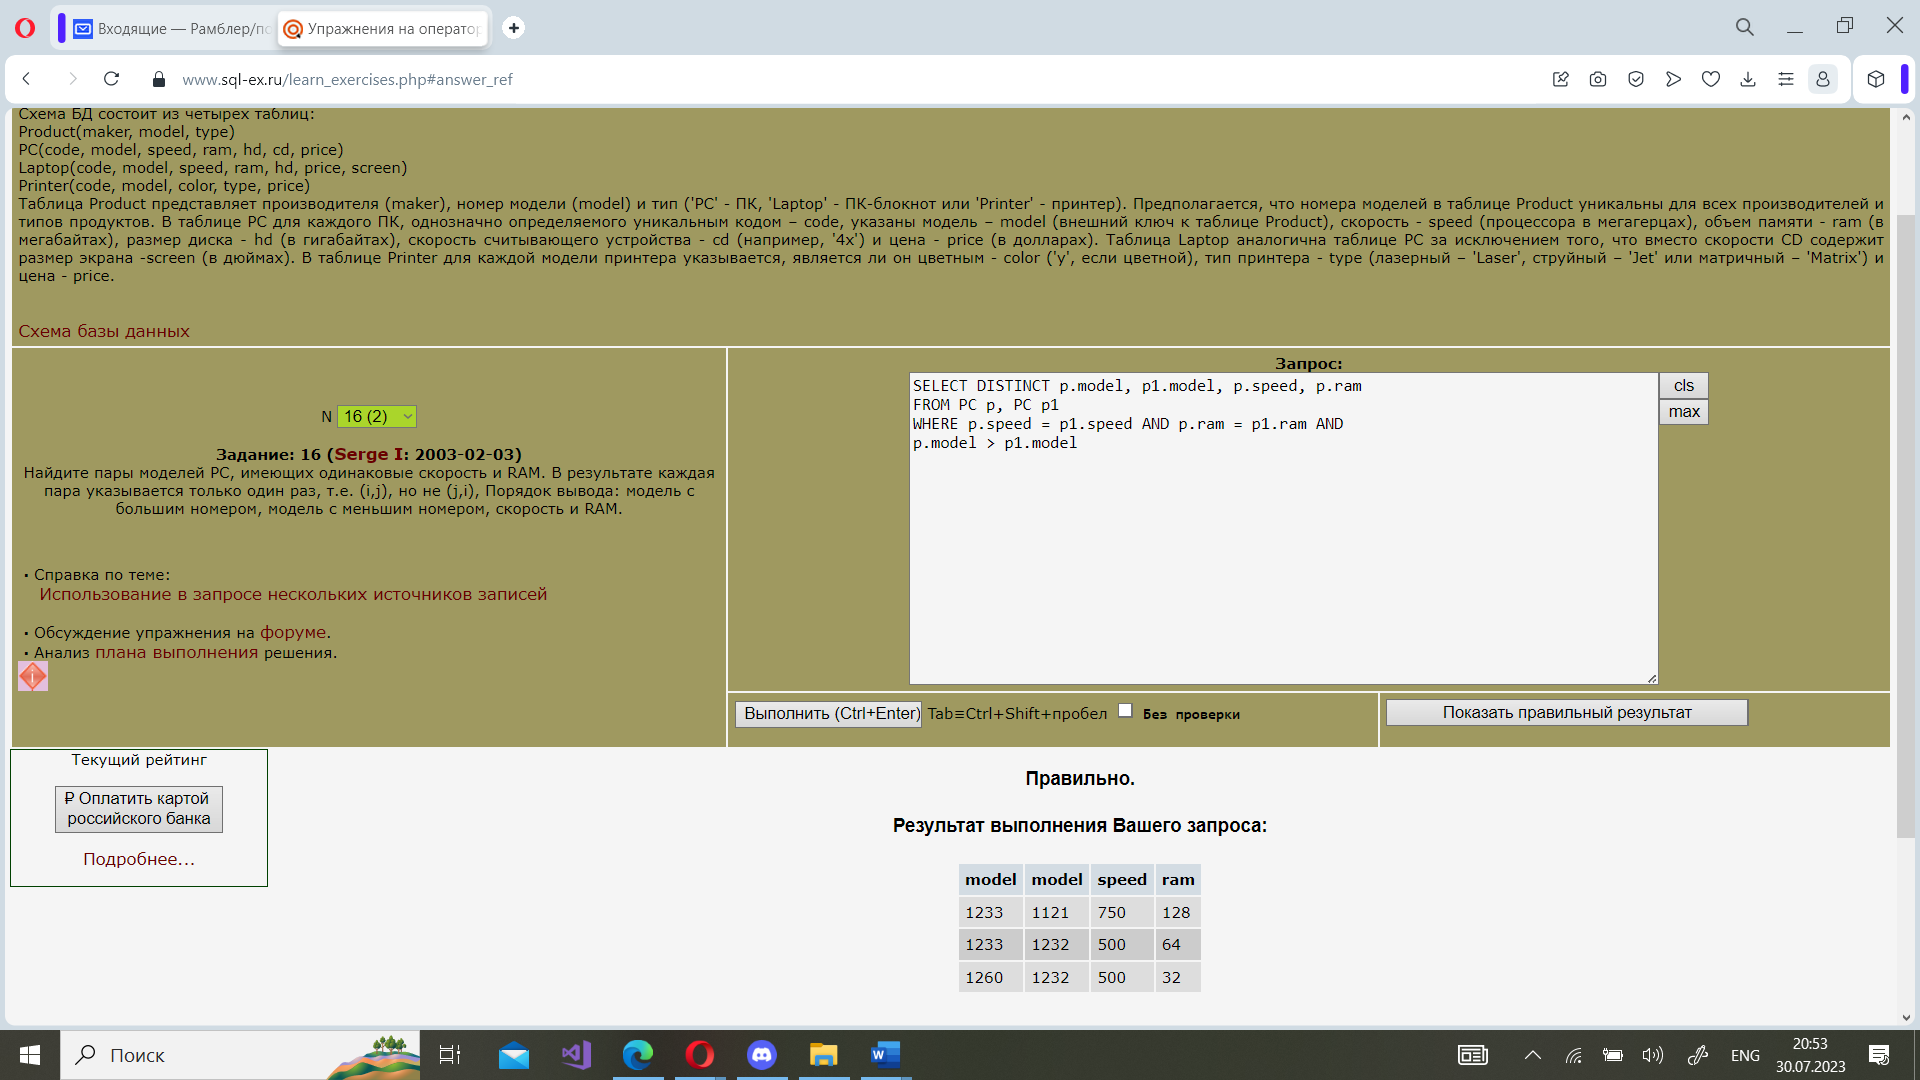 Входящие — Рамблер/по
Упражнения на оператор
www.sql-ex.ru/learn_exercises.php#answer_ref
Схема БД состоит из четырех таблиц:
Product(maker, model, type)
PC(code, model, speed, ram, hd, cd, price)
Laptop(code, model, speed, ram, hd, price, screen)
Printer(code, model, color, type, price)
Таблица Product представляет производителя (maker), номер модели (model) и тип ('PC' - ПК, 'Laptop' - ПК-блокнот или 'Printer' - принтер). Предполагается, что номера моделей в таблице Product уникальны для всех производителей и
типов продуктов. В таблице PC для каждого ПК, однозначно определяемого уникальным кодом – code, указаны модель – model (внешний ключ к таблице Product), скорость - speed (процессора в мегагерцах), объем памяти - ram (в
мегабайтах), размер диска - hd (в гигабайтах), скорость считывающего устройства - cd (например, '4x') и цена - price (в долларах). Таблица Laptop аналогична таблице PC за исключением того, что вместо скорости CD содержит
размер экрана -screen (в дюймах). В таблице Printer для каждой модели принтера указывается, является ли он цветным - color ('y', если цветной), тип принтера - type (лазерный – 'Laser', струйный – 'Jet' или матричный – 'Matrix') и
цена - price.
Схема базы данных
N 16 (2)
Задание: 16 (Serge I: 2003-02-03)
Найдите пары моделей PC, имеющих одинаковые скорость и RAM. В результате каждая
пара указывается только один раз, т.е. (i,j), но не (j,i), Порядок вывода: модель с
большим номером, модель с меньшим номером, скорость и RAM.
· Справка по теме:
Использование в запросе нескольких источников записей
· Обсуждение упражнения на форуме.
· Анализ плана выполнения решения.
Запрос:
SELECT DISTINCT p.model, p1.model, p.speed, p.ram
FROM PC p, PC p1
WHERE p.speed = p1.speed AND p.ram = p1.ram AND
p.model > p1.model
cls
max
Выполнить (Ctrl+Enter) Tab≡Ctrl+Shift+пробел Без проверки
Показать правильный результат
Текущий рейтинг
₽ Оплатить картой
российского банка
Подробнее...
Правильно.
Результат выполнения Вашего запроса:
model model speed ram
1233 1121 750 128
1233 1232 500 64
1260 1232 500 32
Поиск
ENG
20:53
30.07.2023